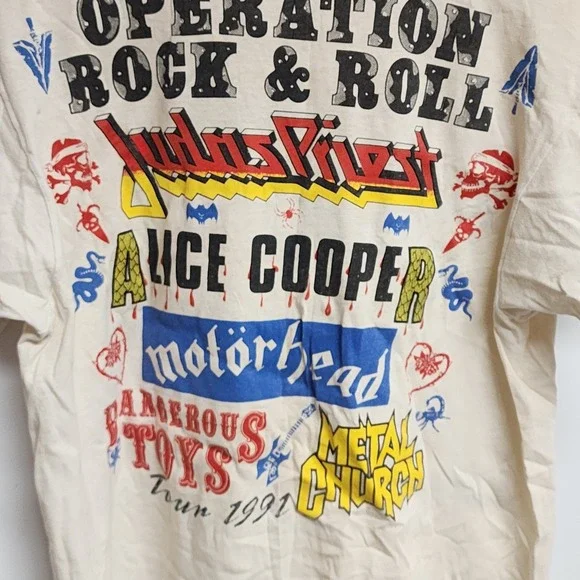 OPERATION
ROCK & ROLL
Judas Priest
ALICE COOPER
motörhead
DANGEROUS
TOYS
METAL
CHURCH
Tour 1991